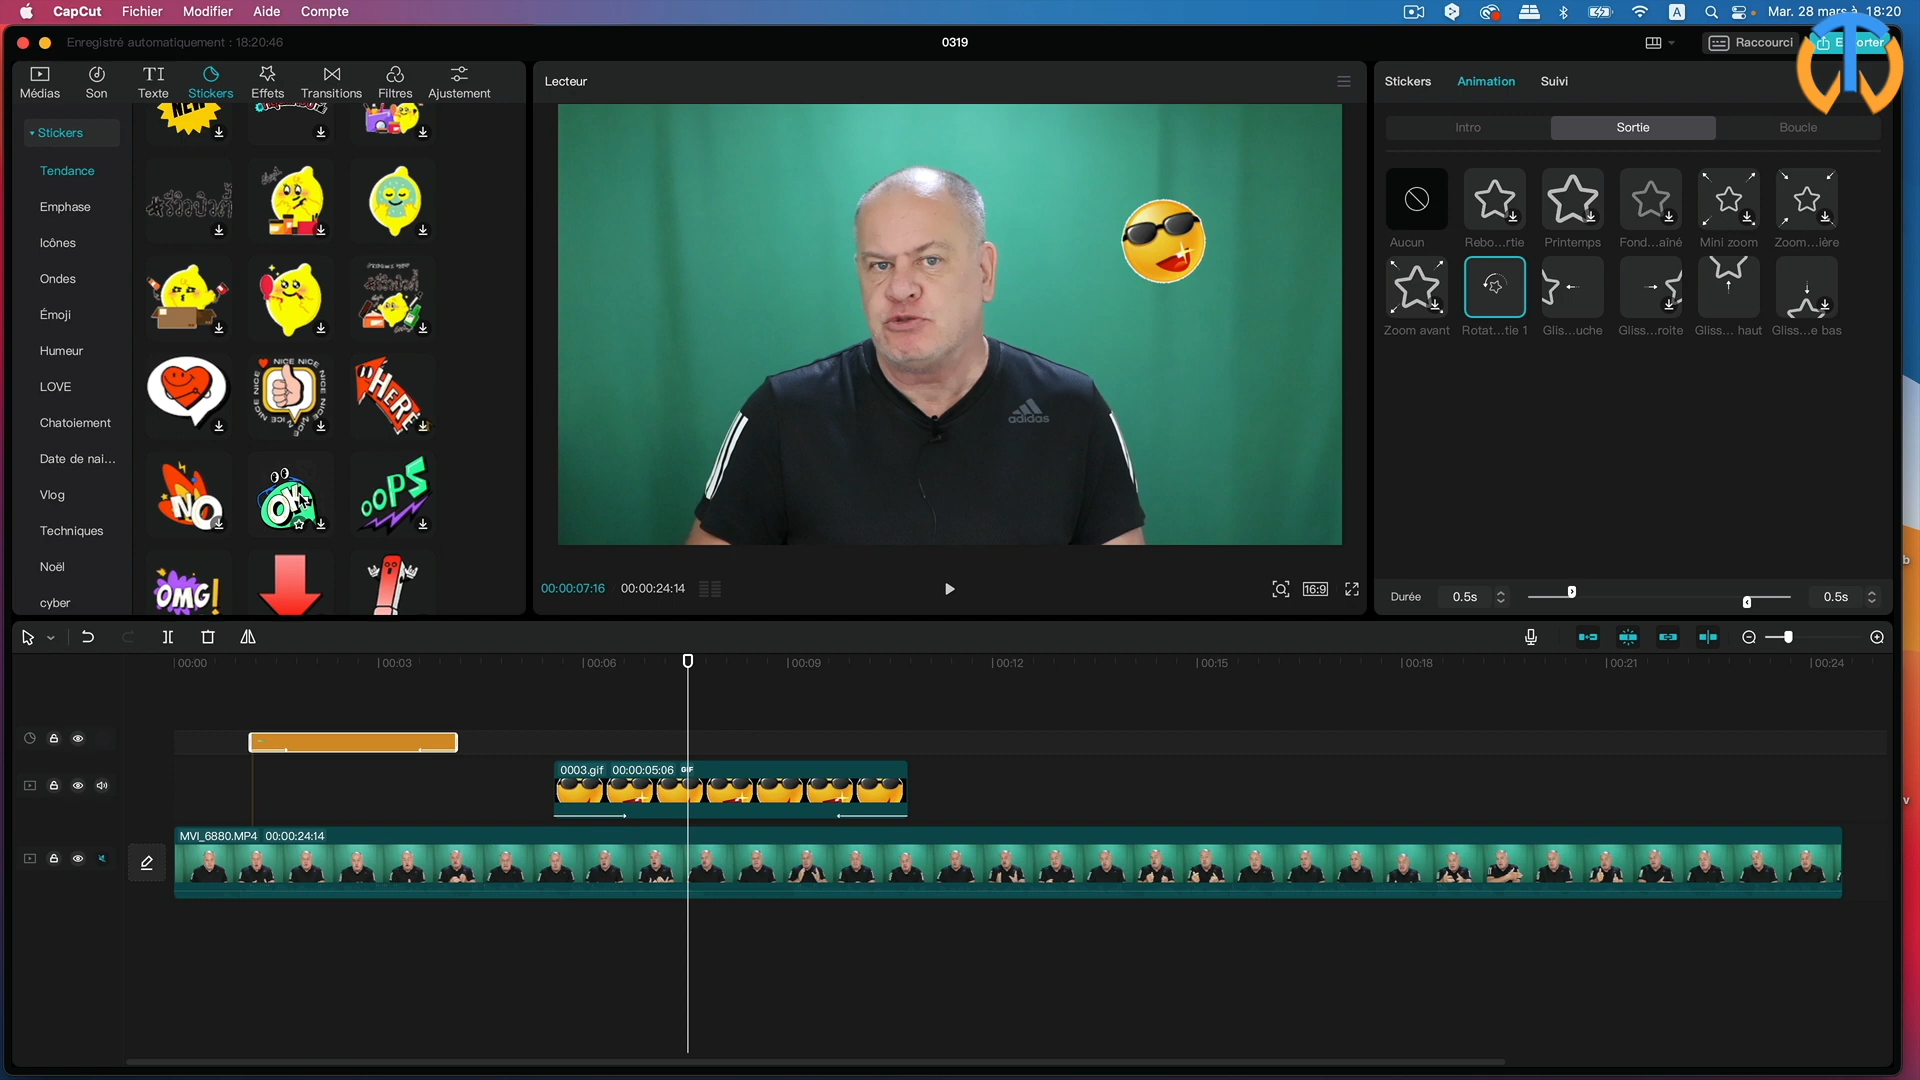 CapCut Fichier Modifier Aide Compte
Mar. 28 mars à 18:20
Enregistré automatiquement : 18:20:46
0319
Raccourci
Médias Son Texte Stickers Effets Transitions Filtres Ajustement
Lecteur
Stickers Animation Suivi
Intro Sortie Boucle
Stickers
Tendance
Emphase
Icônes
Ondes
Émoji
Humeur
LOVE
Chatoiement
Date de nai...
Vlog
Techniques
Noël
cyber
NEW
NICE NICE NICE
HERE
NO
OK
OOPS
OMG!
adidas
Aucun Rebo...rtie Printemps Fond...aîné Mini zoom Zoom...ière
Zoom avant Rotat...tie 1 Glis...uche Gliss...roite Gliss... haut Gliss...e bas
00:00:07:16 00:00:24:14
16:9
Durée 0.5s 0.5s
00:00 00:03 00:06 00:09 00:12 00:15 00:18 00:21 00:24
0003.gif 00:00:05:06 GIF
MVI_6880.MP4 00:00:24:14